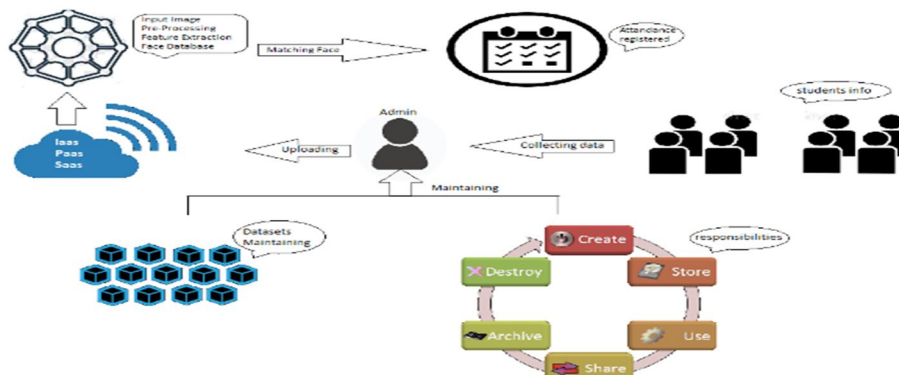 Input Image
Pre-Processing
Feature Extraction
Face Database
Matching Face
Attendance
registered
students info
Admin
Iaas
Paas
Saas
Uploading
Collecting data
Maintaining
Datasets
Maintaining
Create
responsibilities
Destroy
Store
Archive
Use
Share